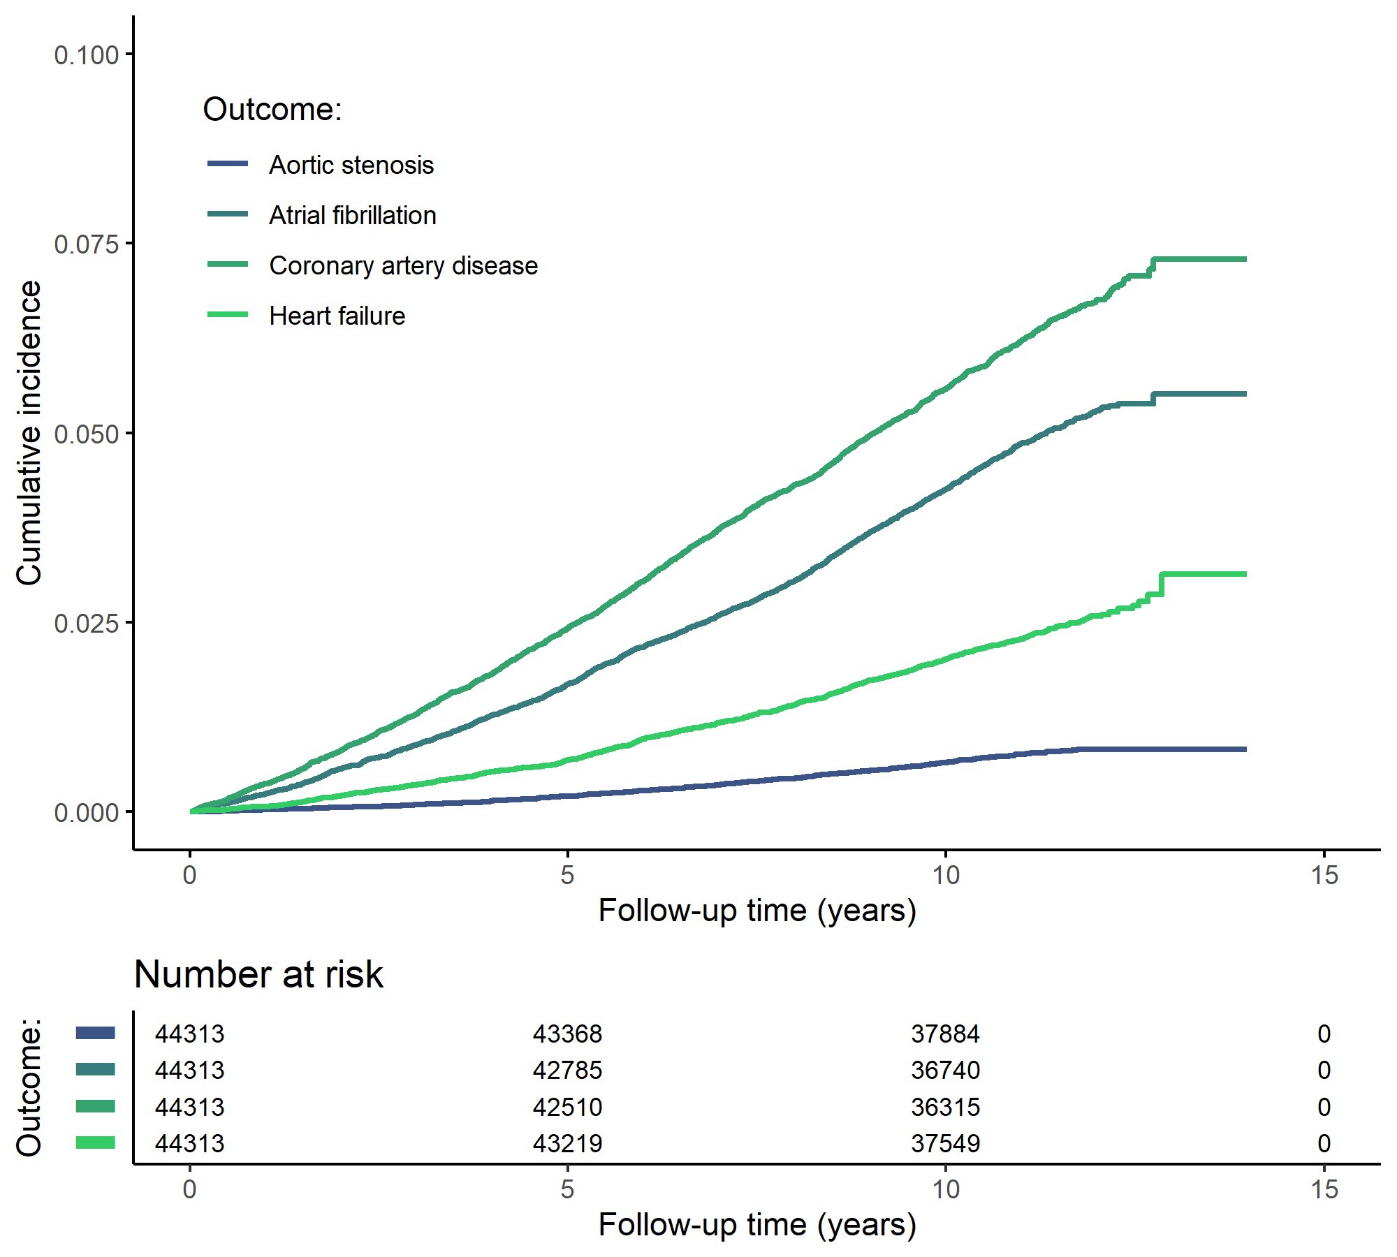 0.100
0.075
0.050
0.025
0.000
Cumulative incidence
Outcome:
Aortic stenosis
Atrial fibrillation
Coronary artery disease
Heart failure
0 5 10 15
Follow-up time (years)
Number at risk
Outcome:
44313 43368 37884 0
44313 42785 36740 0
44313 42510 36315 0
44313 43219 37549 0
0 5 10 15
Follow-up time (years)